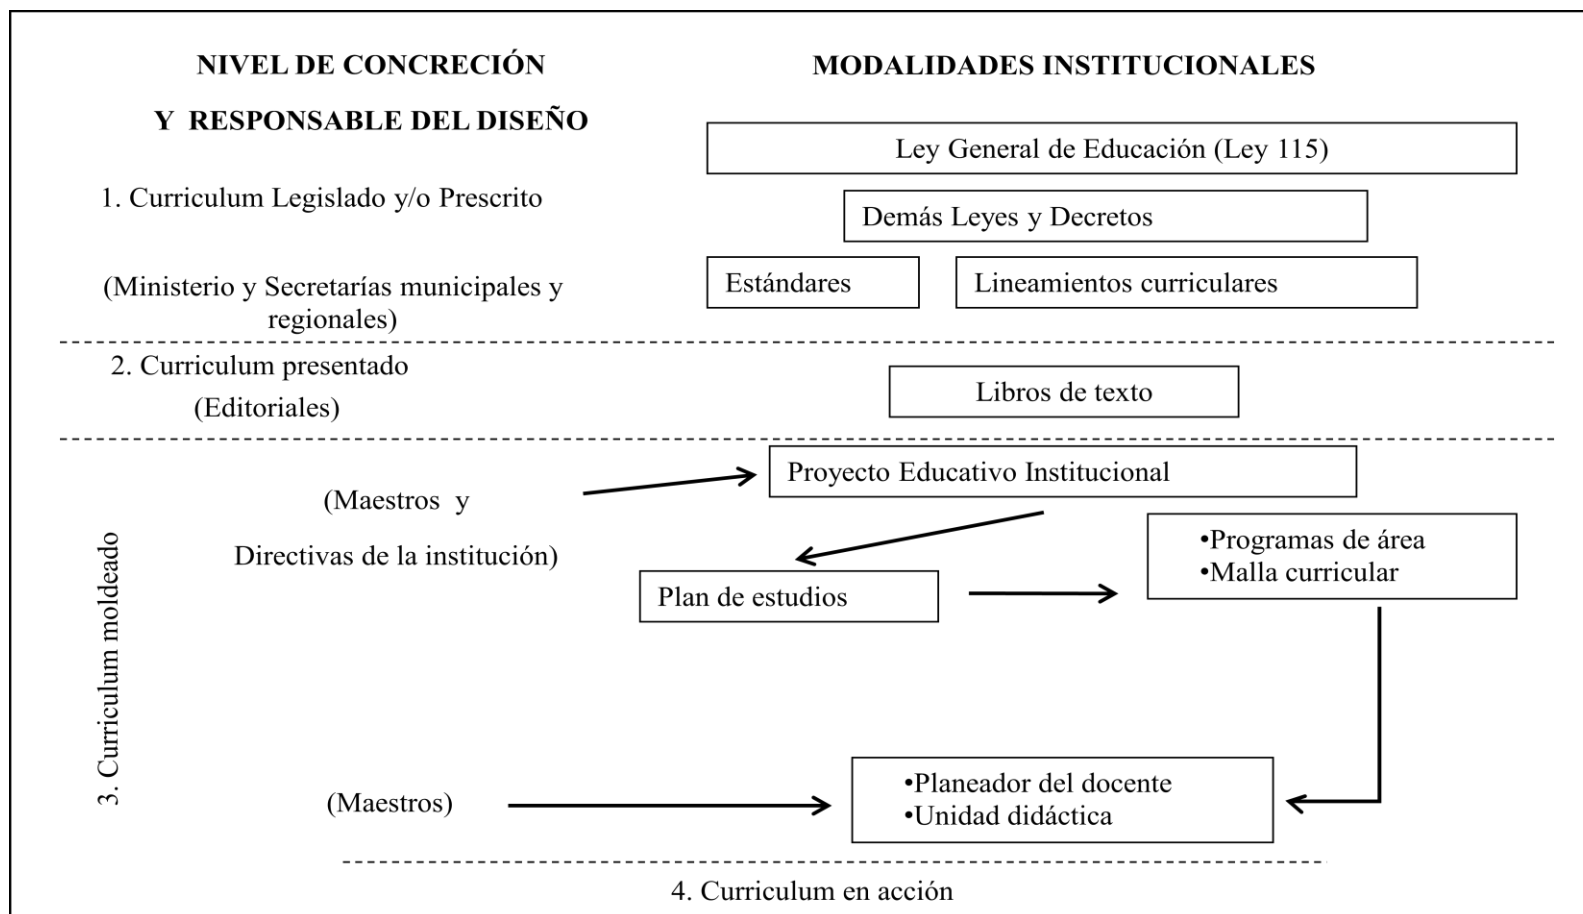 NIVEL DE CONCRECIÓN
Y RESPONSABLE DEL DISEÑO
MODALIDADES INSTITUCIONALES
Ley General de Educación (Ley 115)
1. Curriculum Legislado y/o Prescrito
Demás Leyes y Decretos
(Ministerio y Secretarías municipales y
regionales)
Estándares
Lineamientos curriculares
2. Curriculum presentado
(Editoriales)
Libros de texto
3. Curriculum moldeado
(Maestros y
Directivas de la institución)
Proyecto Educativo Institucional
Plan de estudios
•Programas de área
•Malla curricular
(Maestros)
•Planeador del docente
•Unidad didáctica
4. Curriculum en acción